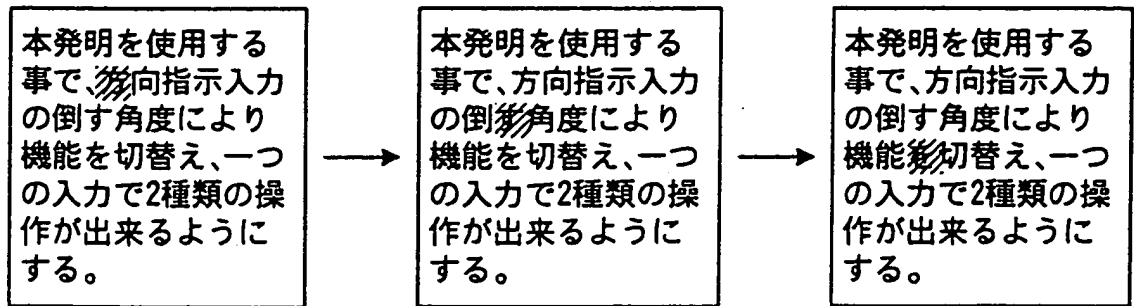 本発明を使用する
事で、向指示入力
の倒す角度により
機能を切替え、一つ
の入力で2種類の操
作が出来るように
する。
本発明を使用する
事で、方向指示入力
の倒角度により
機能を切替え、一つ
の入力で2種類の操
作が出来るように
する。
本発明を使用する
事で、方向指示入力
の倒す角度により
機能切替え、一つ
の入力で2種類の操
作が出来るように
する。